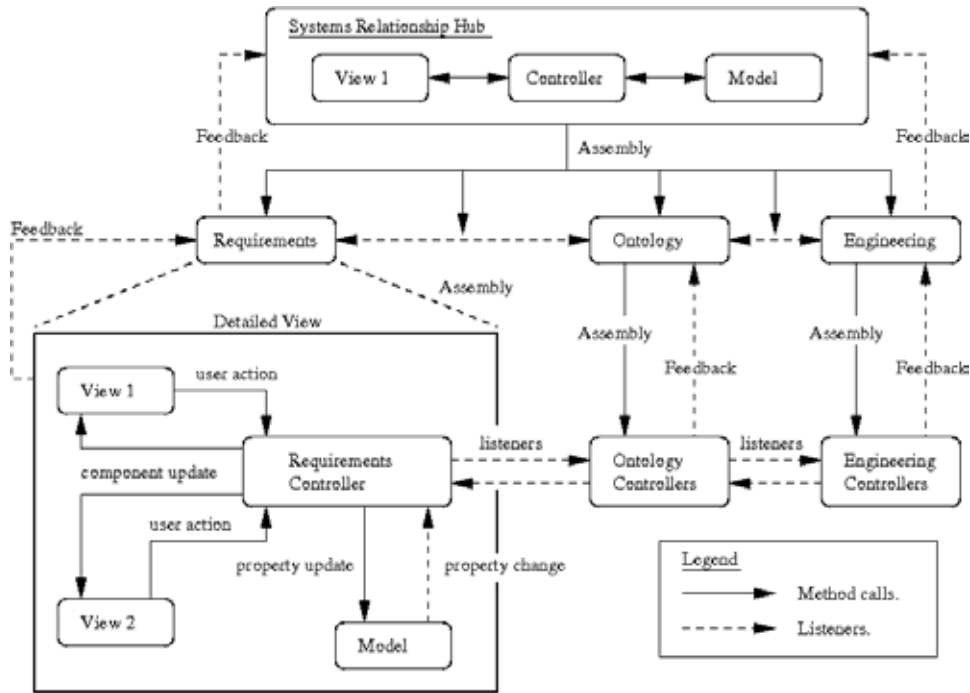 Systems Relationship Hub
View 1
Controller
Model
Feedback
Assembly
Feedback
Feedback
Requirements
Ontology
Engineering
Assembly
Detailed View
Assembly
Assembly
Feedback
Feedback
View 1
user action
component update
Requirements
Controller
listeners
Ontology
Controllers
listeners
Engineering
Controllers
user action
property update
property change
View 2
Model
Legend
Method calls.
Listeners.